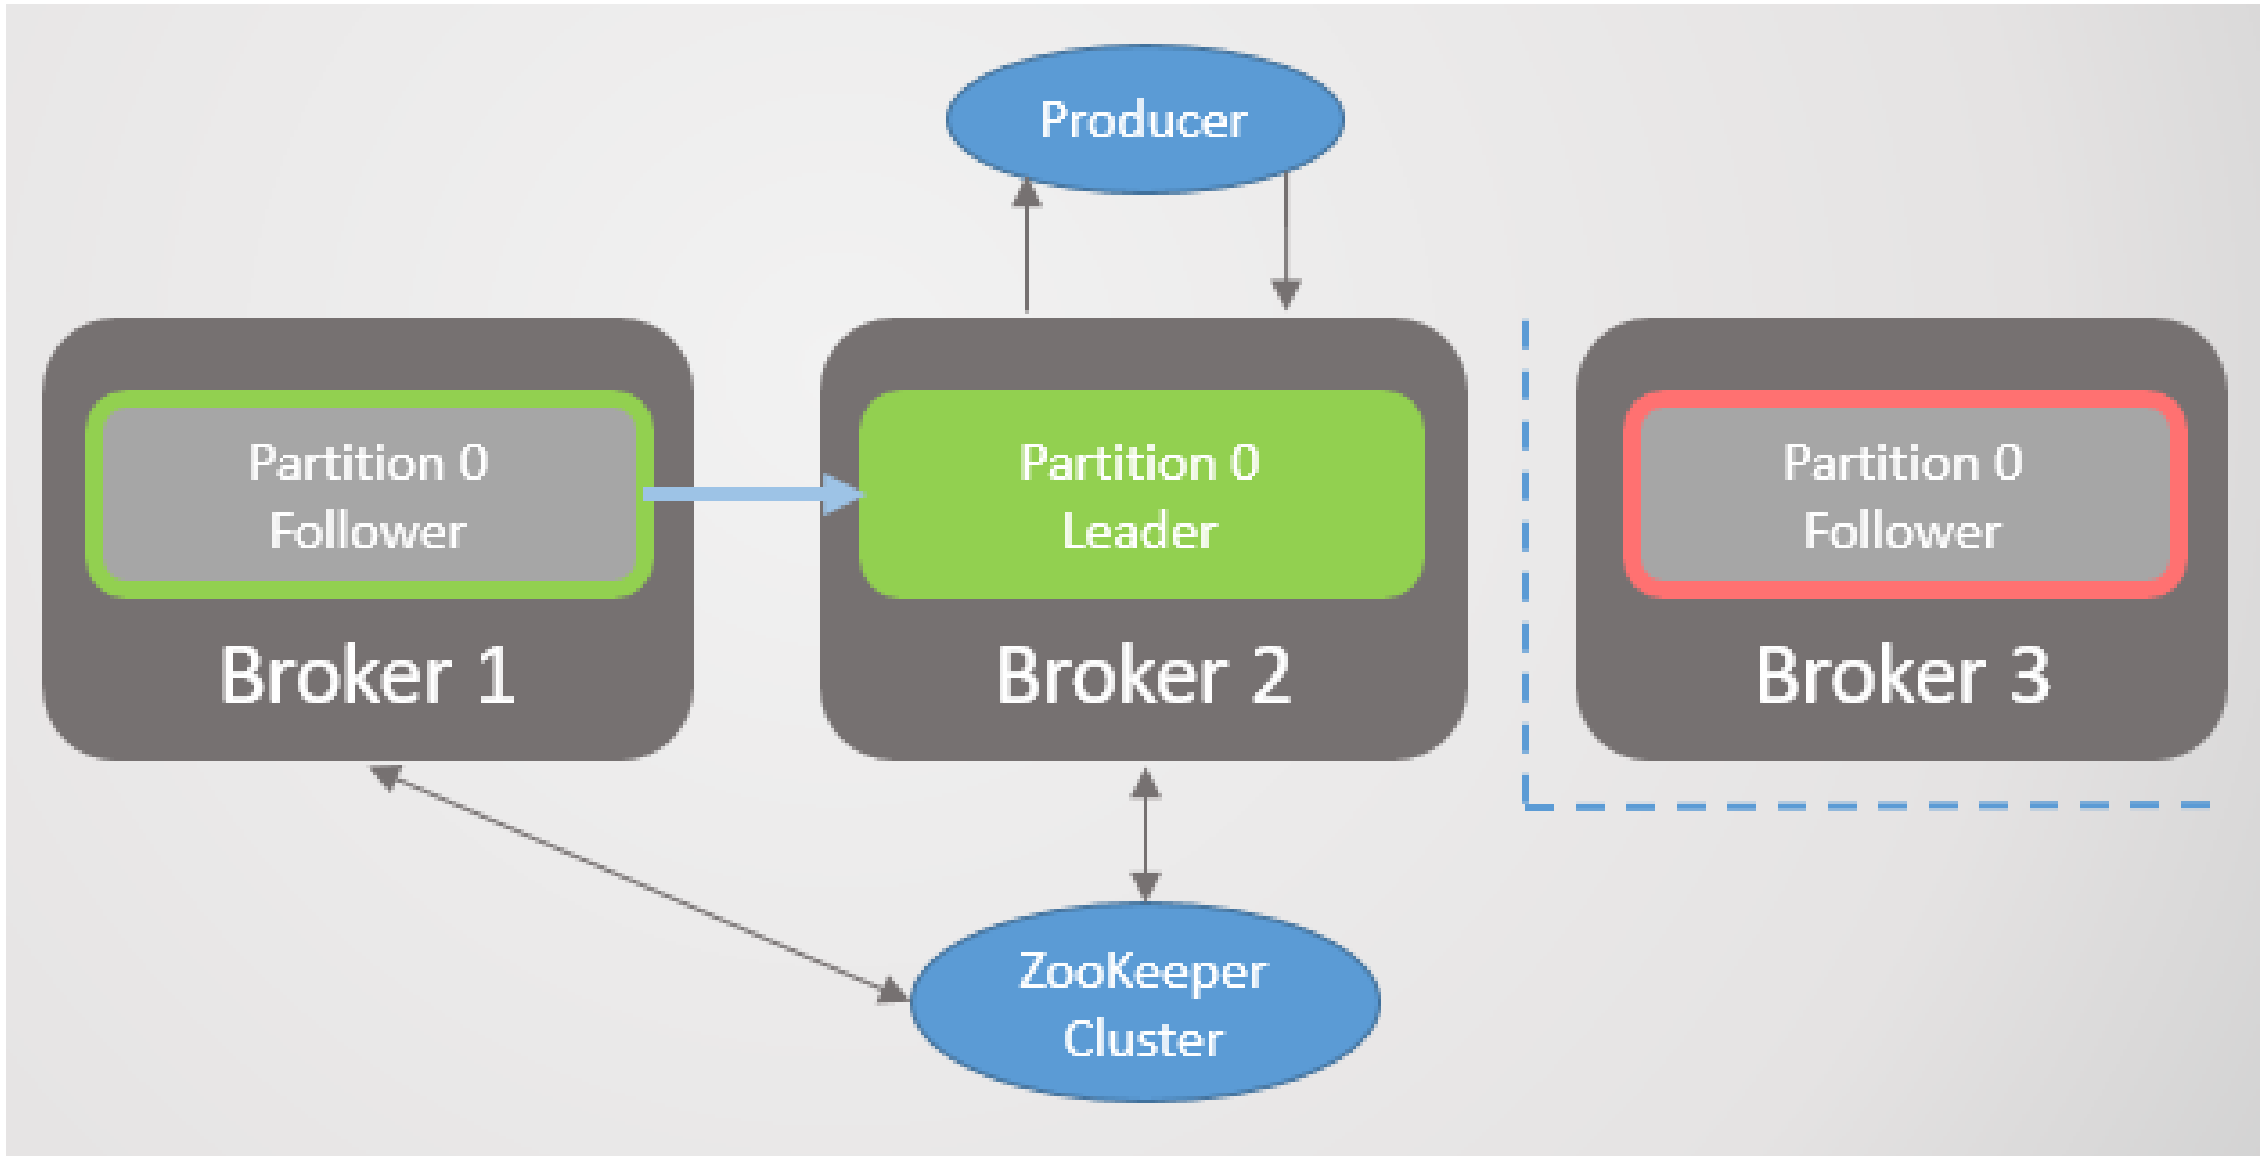 Producer
Partition 0
Follower
Broker 1
Partition 0
Leader
Broker 2
Partition 0
Follower
Broker 3
ZooKeeper
Cluster